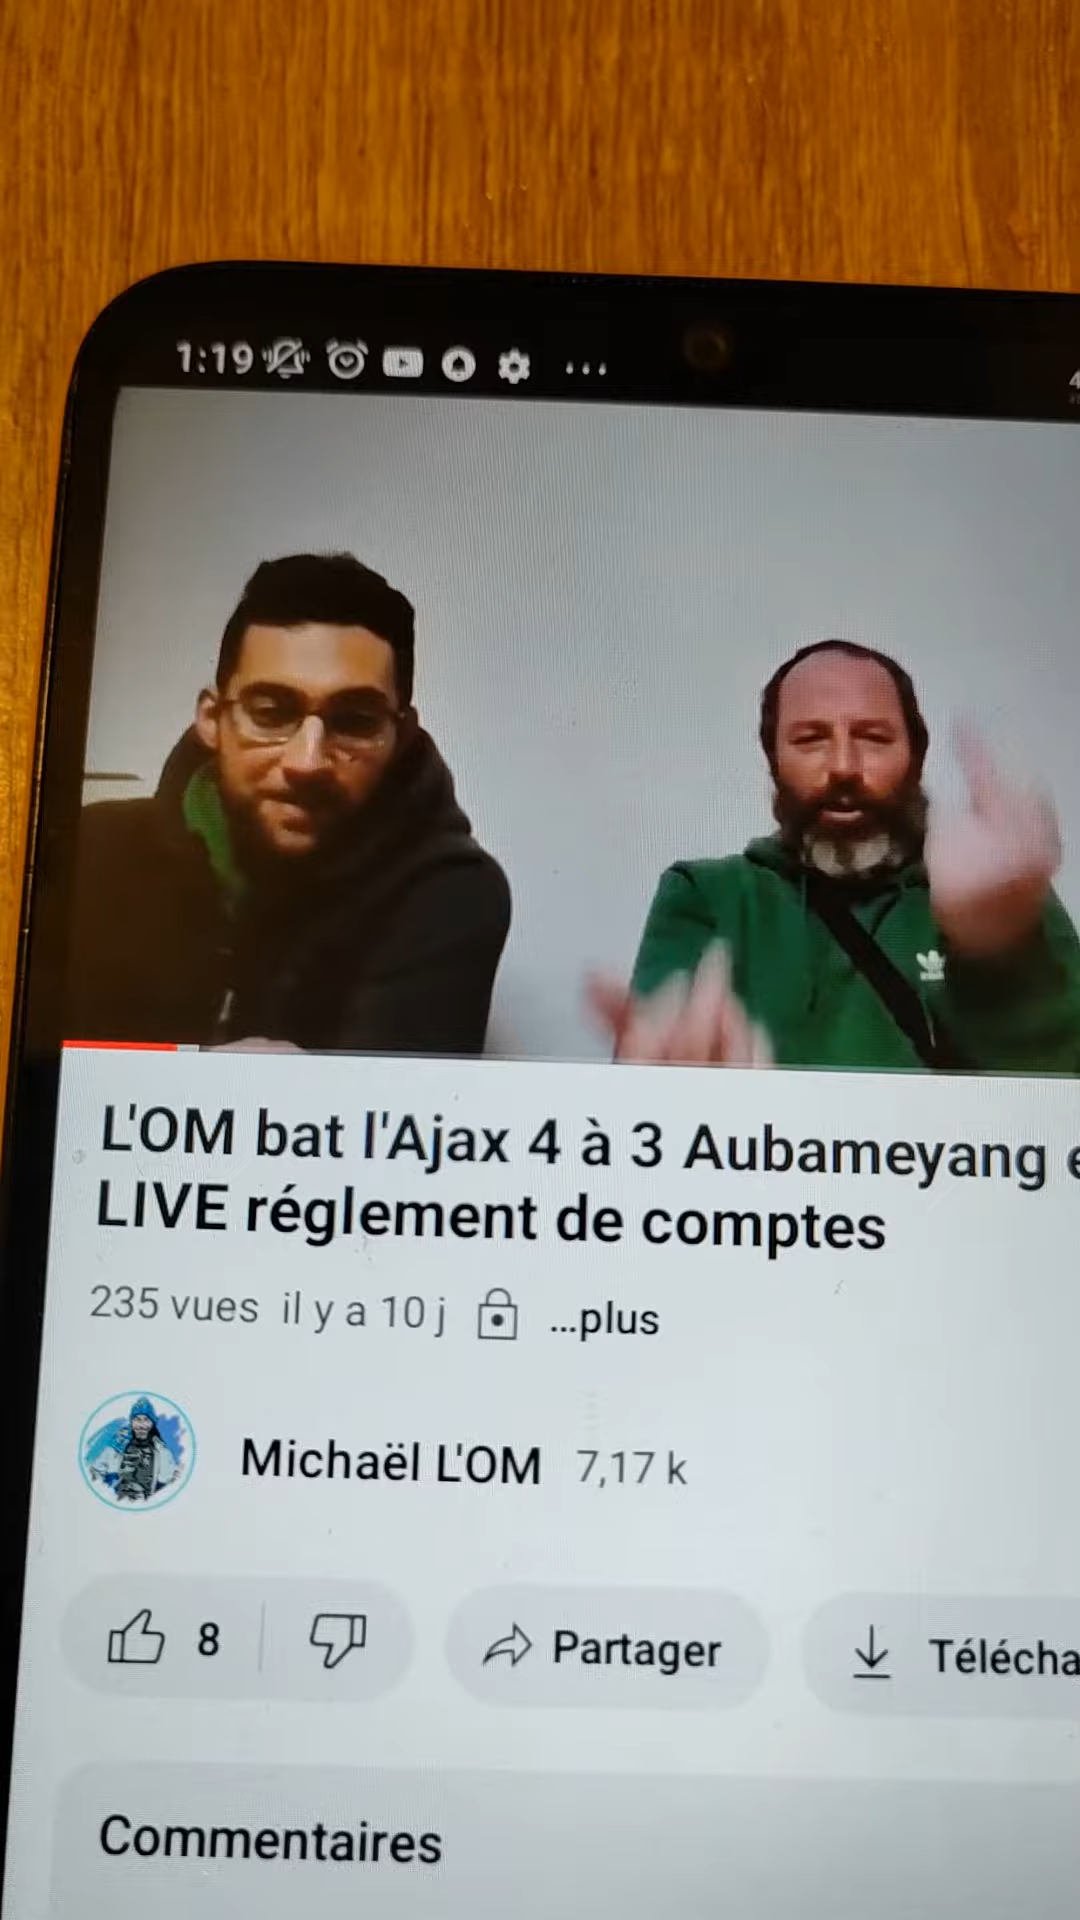 1:19
L'OM bat l'Ajax 4 à 3 Aubameyang
LIVE réglement de comptes
235 vues il y a 10 j ...plus
Michaël L'OM 7,17 k
8 Partager Télécha
Commentaires